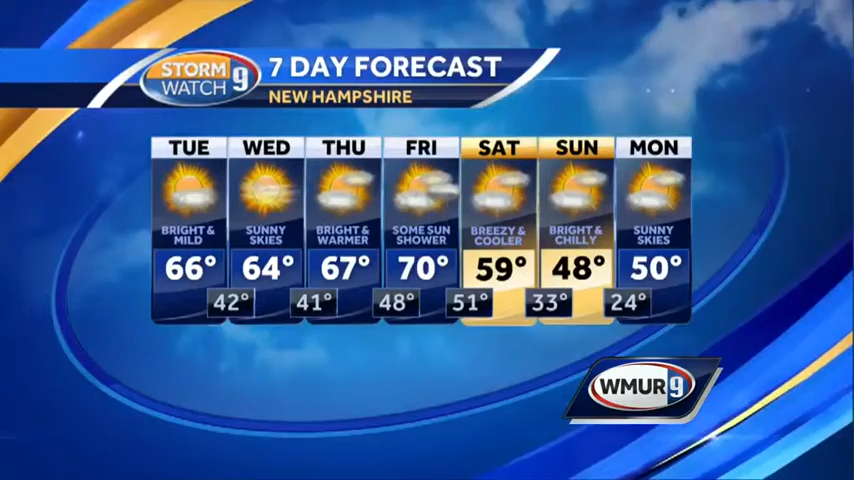 STORM
WATCH 9
7 DAY FORECAST
NEW HAMPSHIRE
TUE WED THU FRI SAT SUN MON
BRIGHT & SUNNY BRIGHT & SOME SUN BREEZY & BRIGHT & SUNNY
MILD SKIES WARMER SHOWER COOLER CHILLY SKIES
66° 64° 67° 70° 59° 48° 50°
42° 41° 48° 51° 33° 24°
WMUR 9